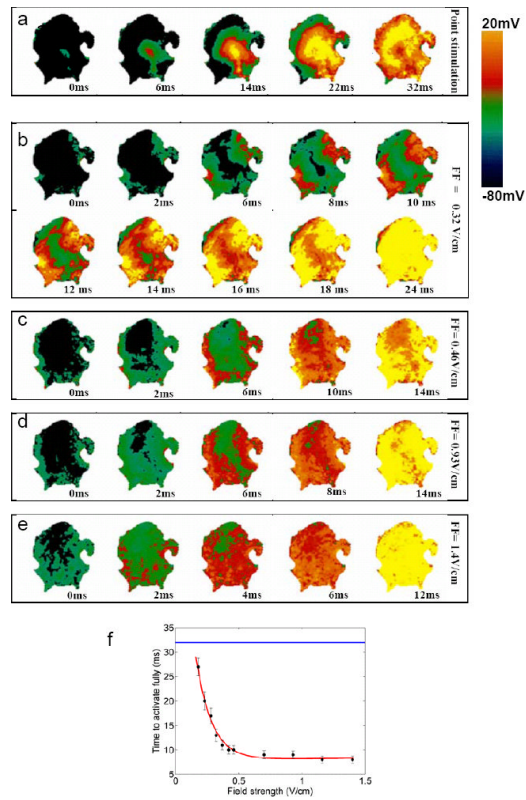 a
0ms 6ms 14ms 22ms 32ms
Point stimulation
20mV
-80mV
b
0ms 2ms 6ms 8ms 10 ms
12 ms 14 ms 16 ms 18 ms 24 ms
FF = 0.32 V/cm
c
0ms 2ms 6ms 10ms 14ms
FF= 0.46V/cm
d
0ms 2ms 6ms 8ms 14ms
FF= 0.93V/cm
e
0ms 2ms 4ms 6ms 12ms
FF= 1.4V/cm
f
Time to activate fully (ms)
35
30
25
20
15
10
5
0 0.5 1 1.5
Field strength (V/cm)